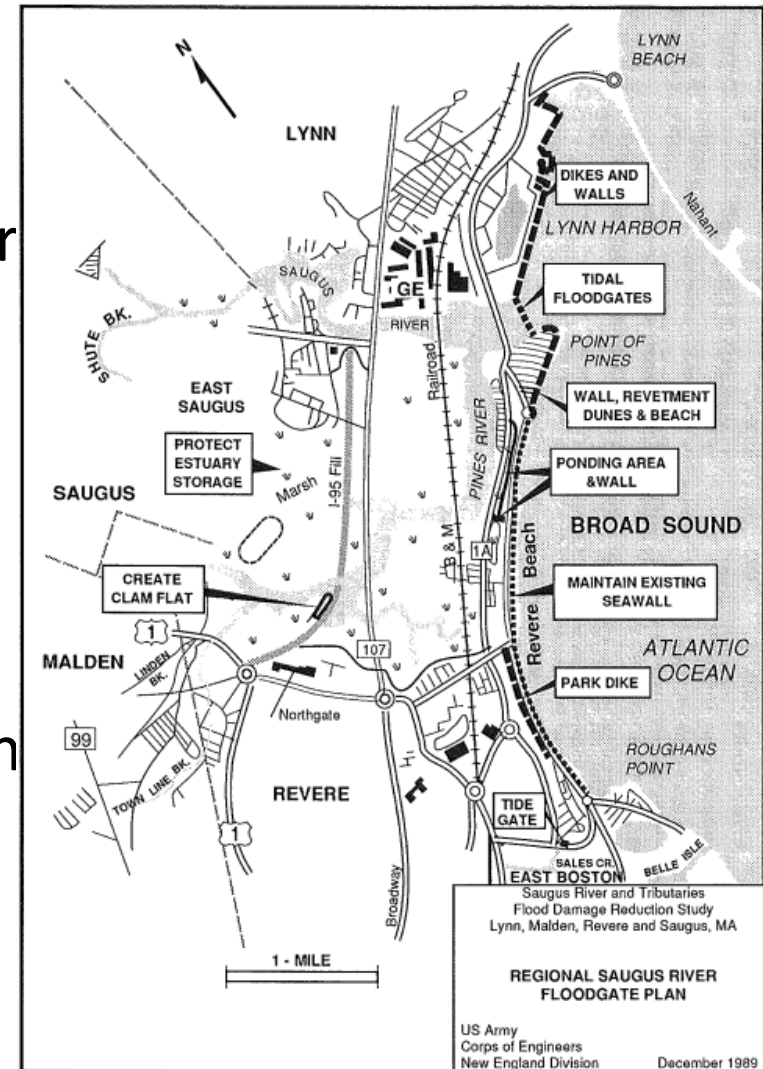 LYNN
BEACH
N
LYNN
DIKES AND
WALLS
Nahant
LYNN HARBOR
r
SAUGUS
GE
TIDAL
FLOODGATES
RIVER
SHUTE BK.
POINT OF
PINES
Railroad
EAST
SAUGUS
WALL, REVETMENT
DUNES & BEACH
PROTECT
ESTUARY
STORAGE
PINES RIVER
PONDING AREA
&WALL
Marsh
I-95 Fill
SAUGUS
BROAD SOUND
B & M
1A
Revere Beach
CREATE
CLAM FLAT
MAINTAIN EXISTING
SEAWALL
1
107
ATLANTIC
OCEAN
MALDEN
LINDEN
BK.
PARK DIKE
Northgate
99
n
ROUGHANS
POINT
TOWN LINE BK.
REVERE
TIDE
GATE
1
SALES CR.
BELLE ISLE
EAST BOSTON
Broadway
Saugus River and Tributaries
Flood Damage Reduction Study
Lynn, Malden, Revere and Saugus, MA
1 - MILE
REGIONAL SAUGUS RIVER
FLOODGATE PLAN
US Army
Corps of Engineers
New England Division December 1989